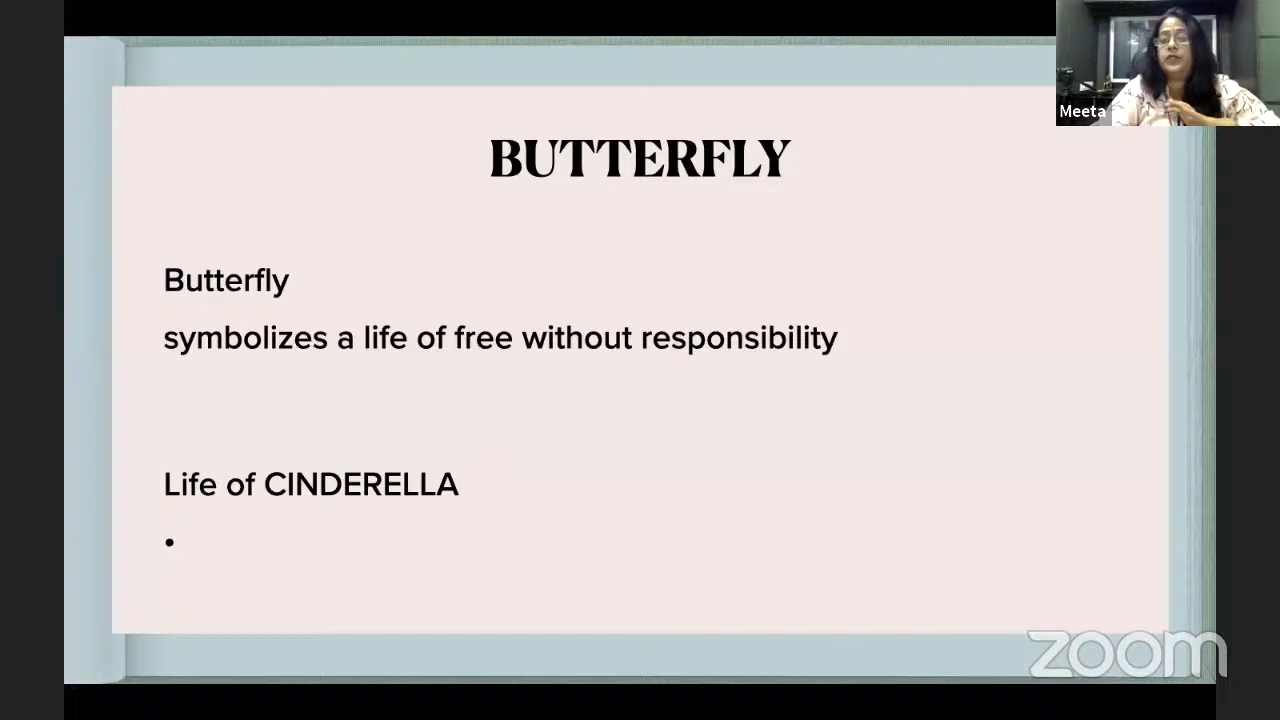 Meeta
BUTTERFLY
Butterfly
symbolizes a life of free without responsibility
Life of CINDERELLA
•
zoom